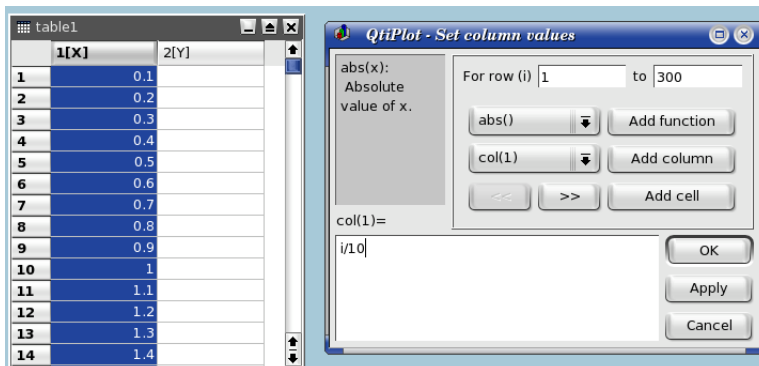 table1
1[X] 2[Y]
1 0.1
2 0.2
3 0.3
4 0.4
5 0.5
6 0.6
7 0.7
8 0.8
9 0.9
10 1
11 1.1
12 1.2
13 1.3
14 1.4
QtiPlot - Set column values
abs(x):
Absolute
value of x.
For row (i) 1 to 300
abs() Add function
col(1) Add column
<< >> Add cell
col(1)=
i/10
OK
Apply
Cancel